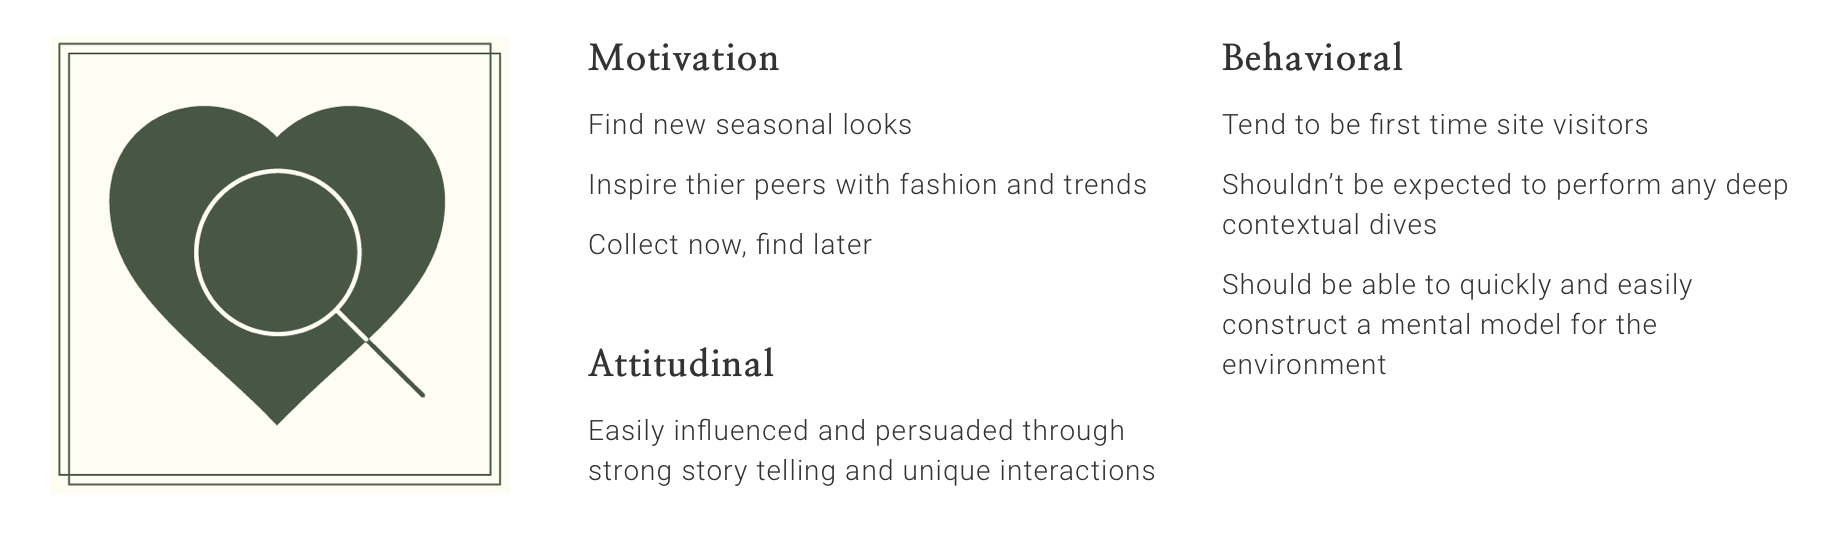 Motivation
Find new seasonal looks
Inspire thier peers with fashion and trends
Collect now, find later
Attitudinal
Easily influenced and persuaded through
strong story telling and unique interactions
Behavioral
Tend to be first time site visitors
Shouldn’t be expected to perform any deep
contextual dives
Should be able to quickly and easily
construct a mental model for the
environment